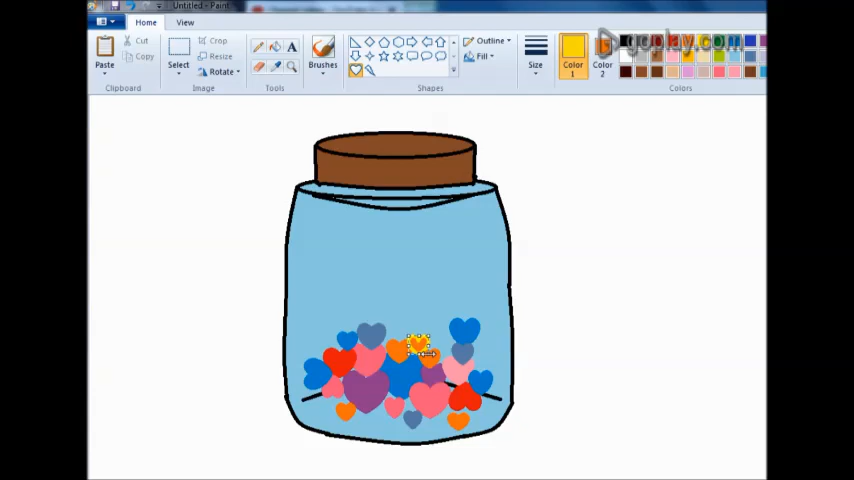 Untitled - Paint
Home View
Paste
Cut
Copy
Clipboard
Select
Crop
Resize
Rotate
Image
A
Tools
Brushes
Outline
Fill
Shapes
Size
Color
1
Color
2
Colors